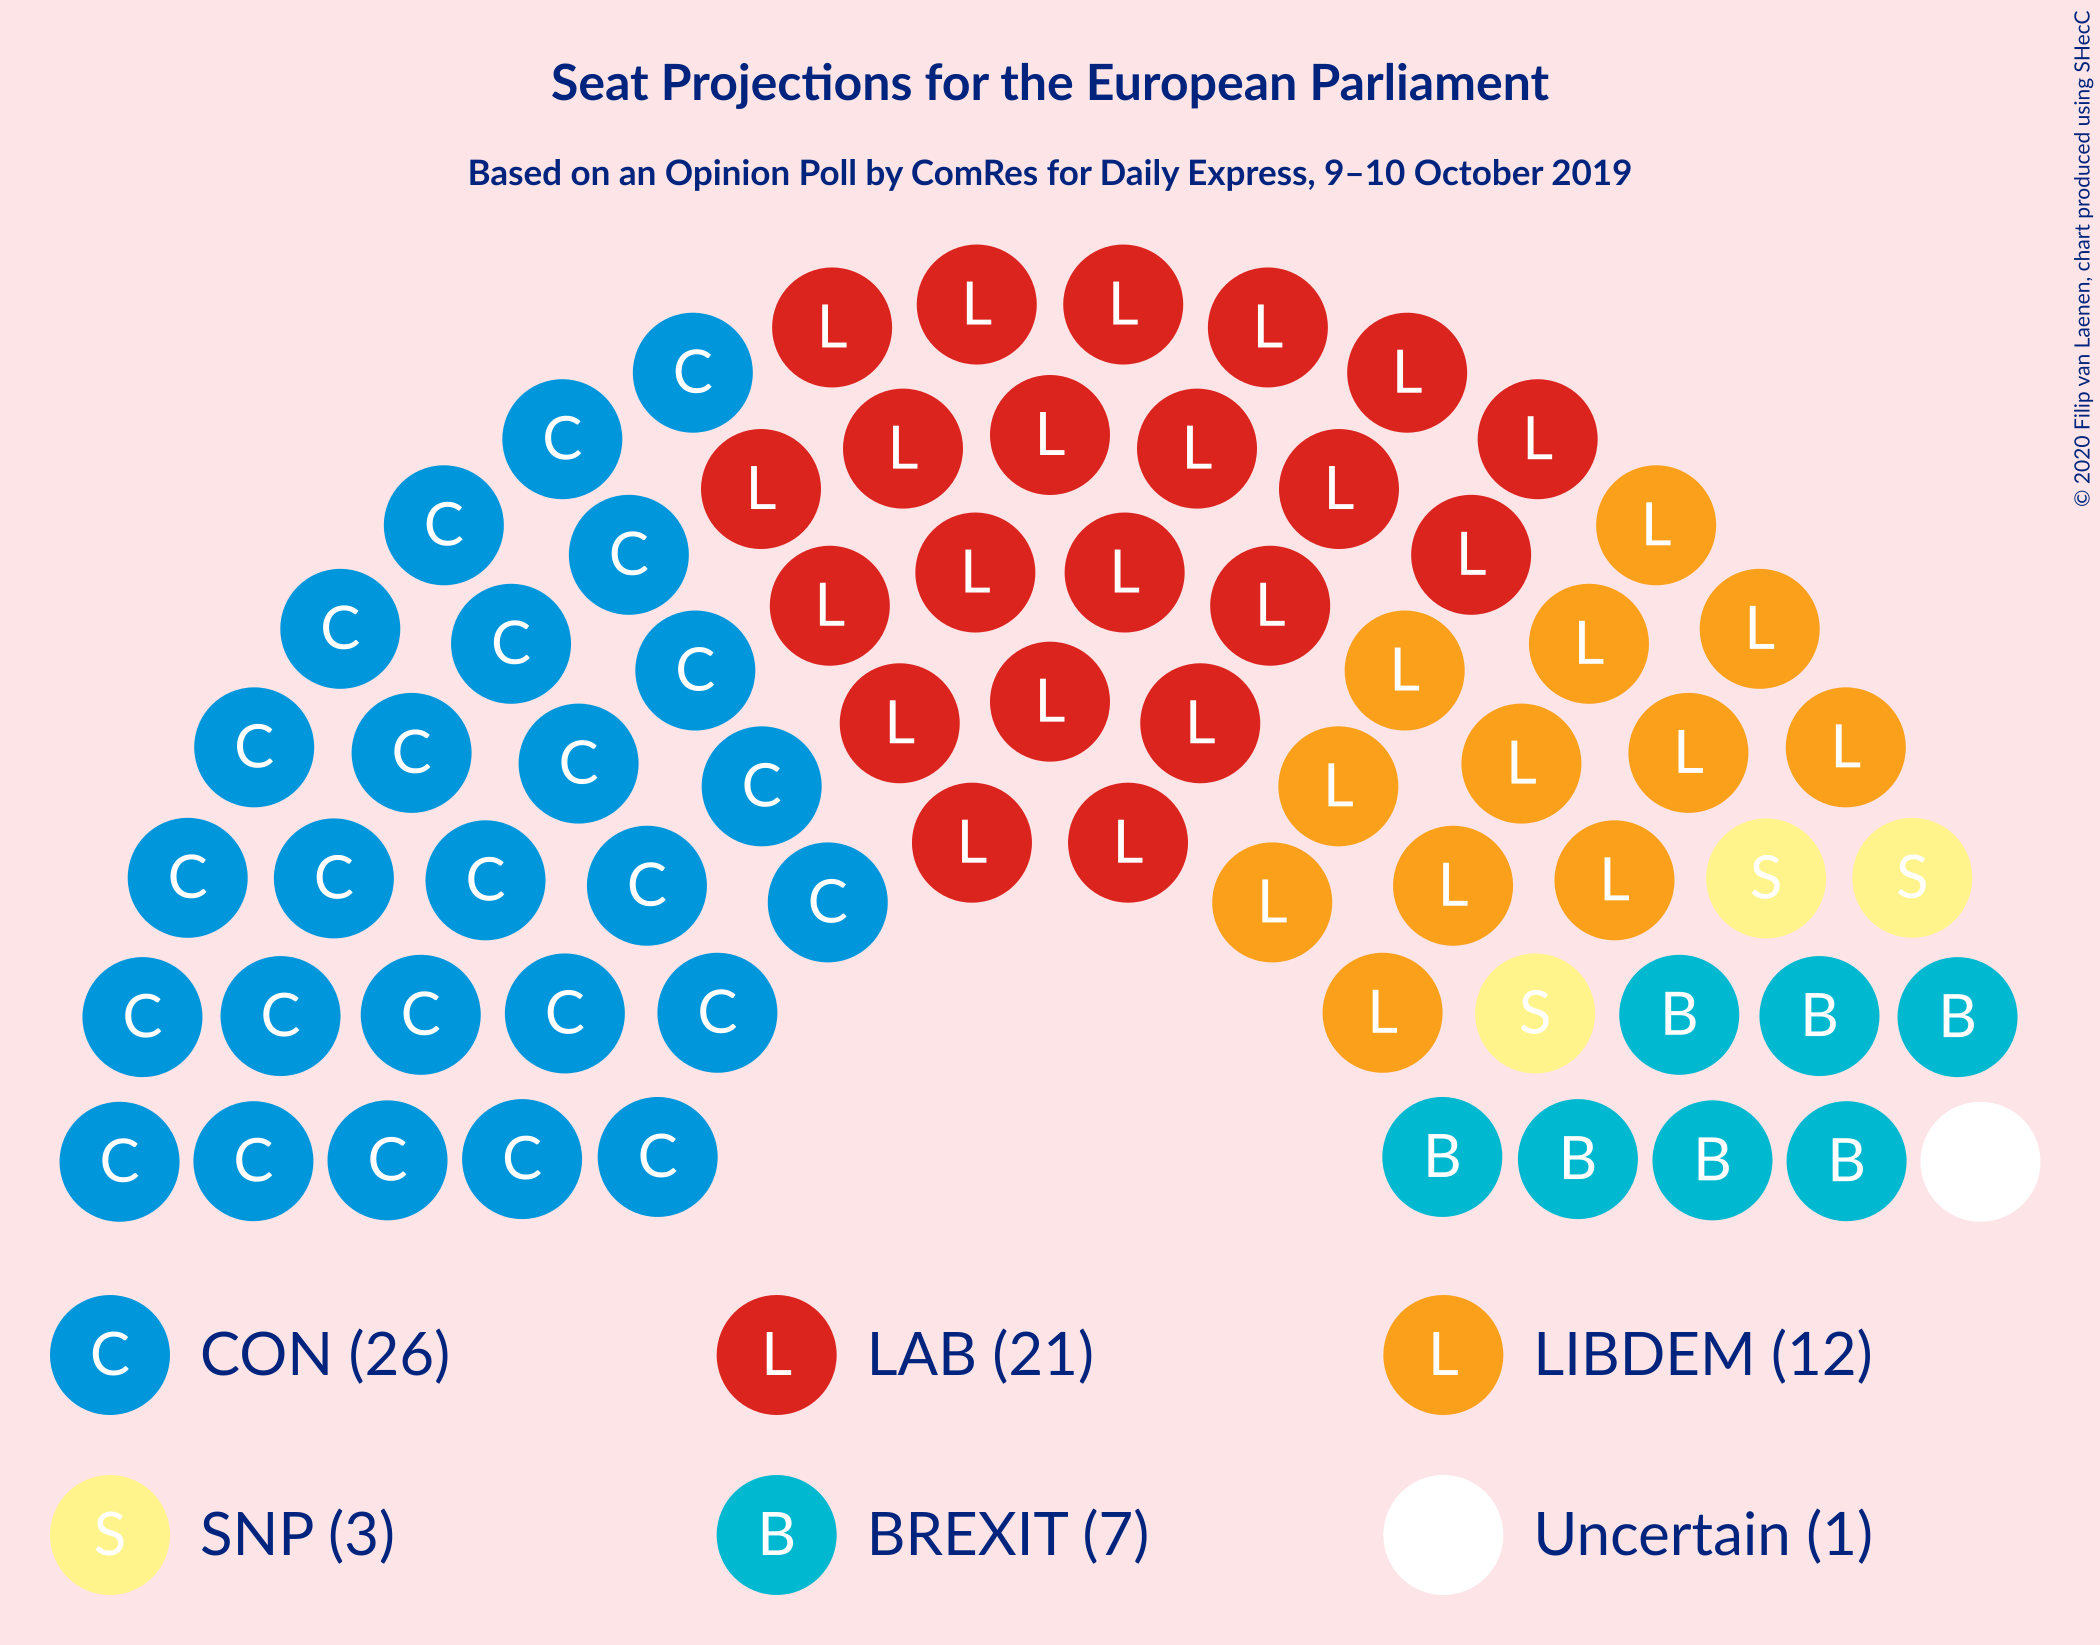 Seat Projections for the European Parliament
Based on an Opinion Poll by ComRes for Daily Express, 9–10 October 2019
© 2020 Filip van Laenen, chart produced using SHecC
L L L L
C L
C L L L L L L
C C L L
C C L L L L L L
C L L
C C C L L L L L L
C L
C C C C L L L L S S
C L
C C C C C L S B B B
C C C C C B B B B
C CON (26) L LAB (21) L LIBDEM (12)
S SNP (3) B BREXIT (7) Uncertain (1)